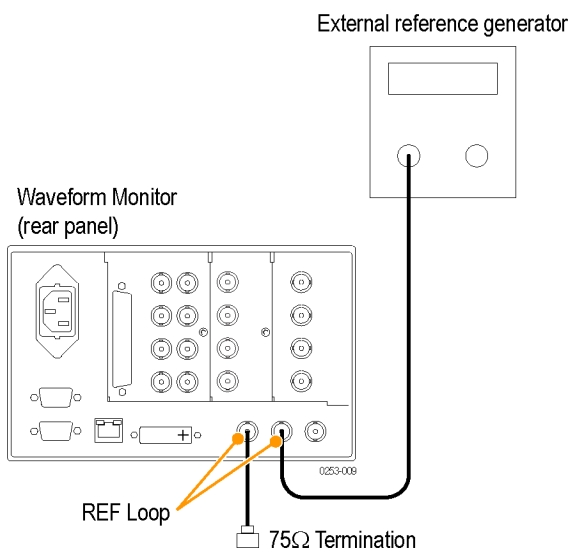 External reference generator
Waveform Monitor
(rear panel)
0253-009
REF Loop
75Ω Termination